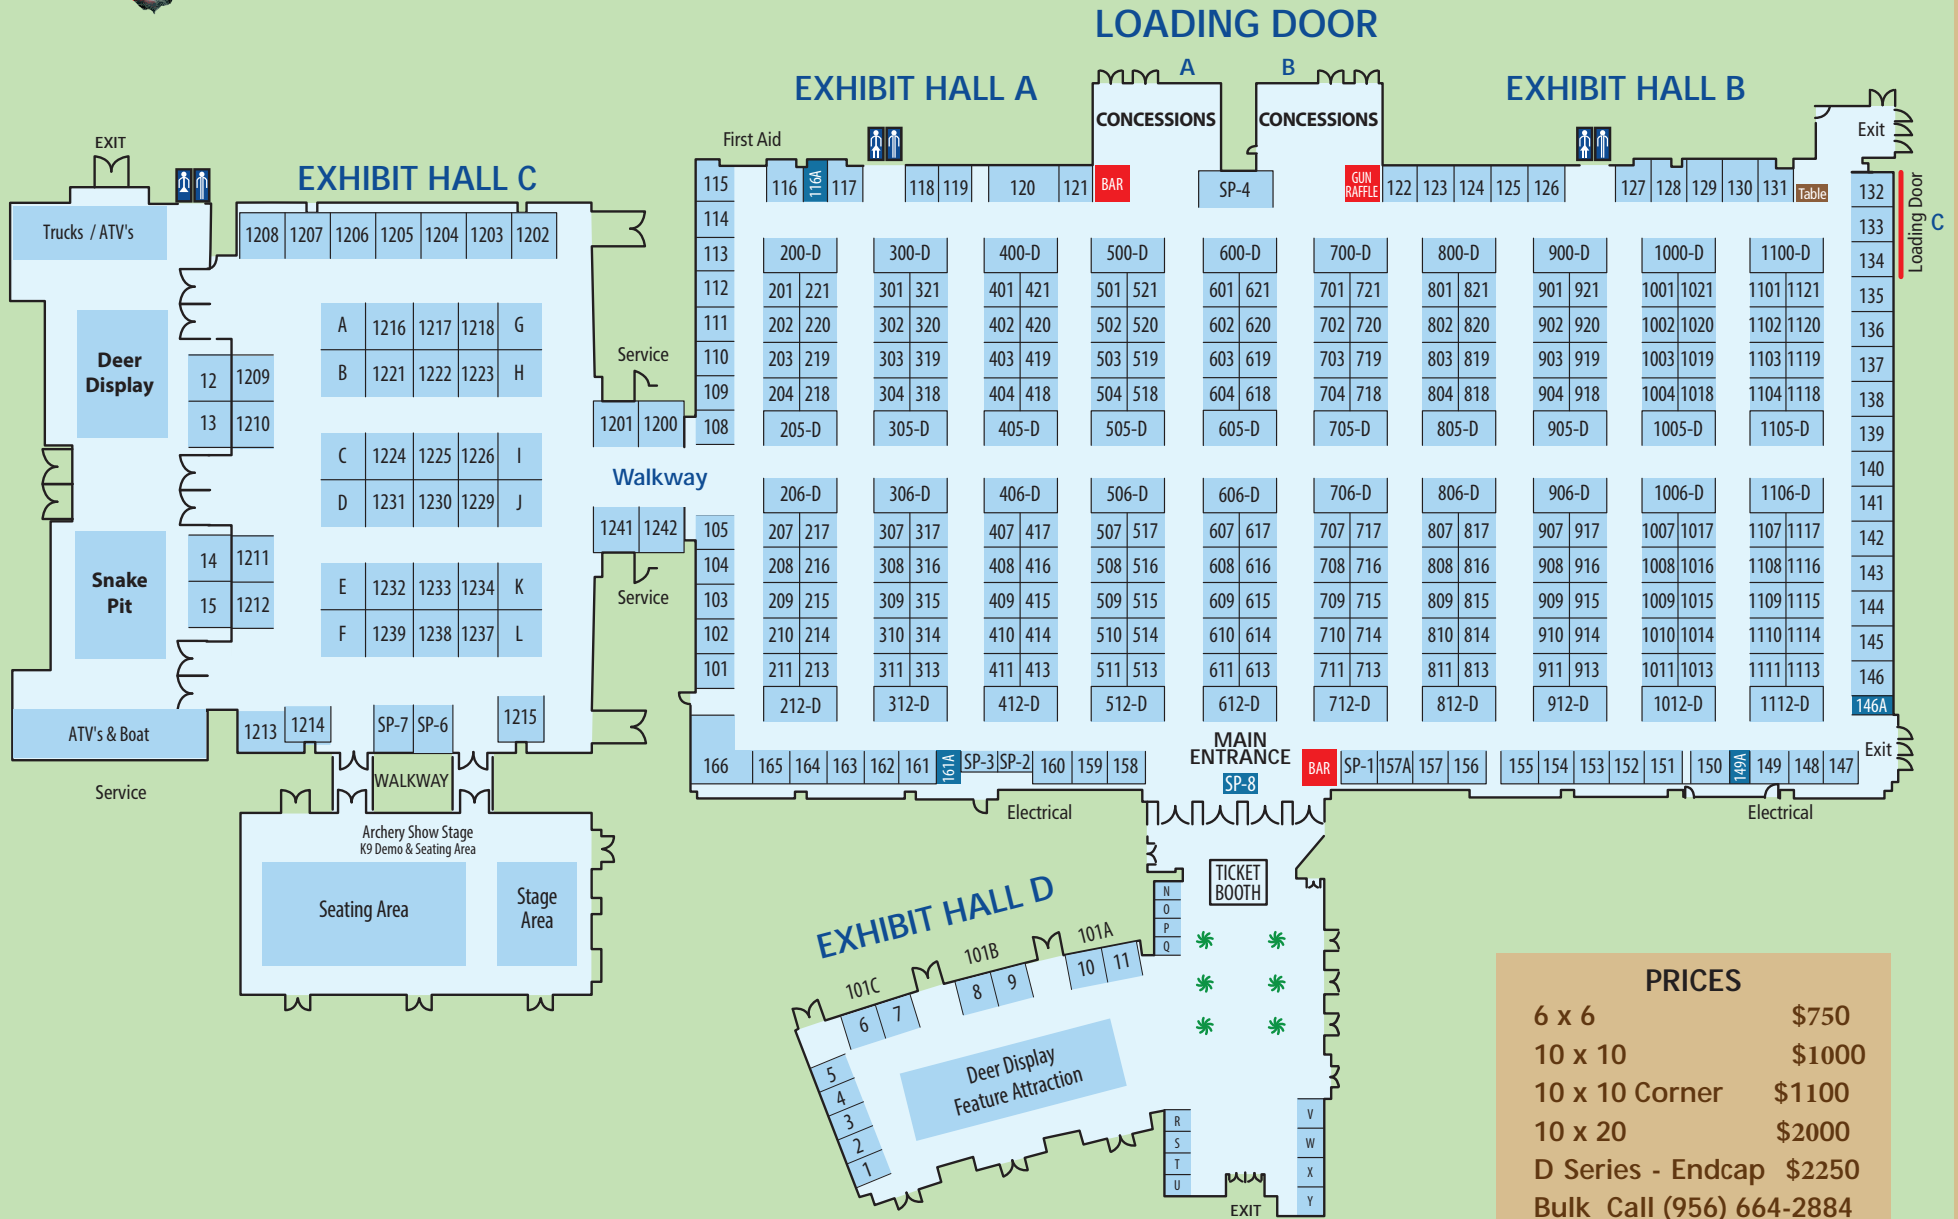 LOADING DOOR
A
B
EXHIBIT HALL A
EXHIBIT HALL B
CONCESSIONS
CONCESSIONS
Exit
First Aid
EXIT
EXHIBIT HALL C
115
116
116A
117
118 119
120
121
BAR
SP-4
GUN
RAFFLE
122 123 124 125 126
127 128 129 130 131
Table
132
133
134
135
136
137
138
139
140
141
142
143
144
145
146
146A
Loading Door
C
114
113
112
111
110
109
108
105
104
103
102
101
Trucks / ATV's
Deer
Display
Snake
Pit
ATV's & Boat
Service
1208 1207 1206 1205 1204 1203 1202
A 1216 1217 1218 G
B 1221 1222 1223 H
C 1224 1225 1226 I
D 1231 1230 1229 J
E 1232 1233 1234 K
F 1239 1238 1237 L
12 1209
13 1210
14 1211
15 1212
1213 1214
SP-7 SP-6
1215
Service
1201 1200
Walkway
1241 1242
Service
200-D 300-D 400-D 500-D 600-D 700-D 800-D 900-D 1000-D 1100-D
201 221 301 321 401 421 501 521 601 621 701 721 801 821 901 921 1001 1021 1101 1121
202 220 302 320 402 420 502 520 602 620 702 720 802 820 902 920 1002 1020 1102 1120
203 219 303 319 403 419 503 519 603 619 703 719 803 819 903 919 1003 1019 1103 1119
204 218 304 318 404 418 504 518 604 618 704 718 804 818 904 918 1004 1018 1104 1118
205-D 305-D 405-D 505-D 605-D 705-D 805-D 905-D 1005-D 1105-D
206-D 306-D 406-D 506-D 606-D 706-D 806-D 906-D 1006-D 1106-D
207 217 307 317 407 417 507 517 607 617 707 717 807 817 907 917 1007 1017 1107 1117
208 216 308 316 408 416 508 516 608 616 708 716 808 816 908 916 1008 1016 1108 1116
209 215 309 315 409 415 509 515 609 615 709 715 809 815 909 915 1009 1015 1109 1115
210 214 310 314 410 414 510 514 610 614 710 714 810 814 910 914 1010 1014 1110 1114
211 213 311 313 411 413 511 513 611 613 711 713 811 813 911 913 1011 1013 1111 1113
212-D 312-D 412-D 512-D 612-D 712-D 812-D 912-D 1012-D 1112-D
166
165 164 163 162 161 161A SP-3 SP-2 160 159 158
MAIN
ENTRANCE
SP-8
BAR
SP-1 157A 157 156
155 154 153 152 151
150 149A 149 148 147
Exit
Electrical
Electrical
WALKWAY
Archery Show Stage
K9 Demo & Seating Area
Seating Area
Stage
Area
EXHIBIT HALL D
TICKET
BOOTH
N
O
P
Q
101C
101B
101A
6 7
8 9
10 11
5
4
3
2
1
Deer Display
Feature Attraction
R
S
T
U
V
W
X
Y
EXIT
PRICES
6 x 6 $750
10 x 10 $1000
10 x 10 Corner $1100
10 x 20 $2000
D Series - Endcap $2250
Bulk Call (956) 664-2884